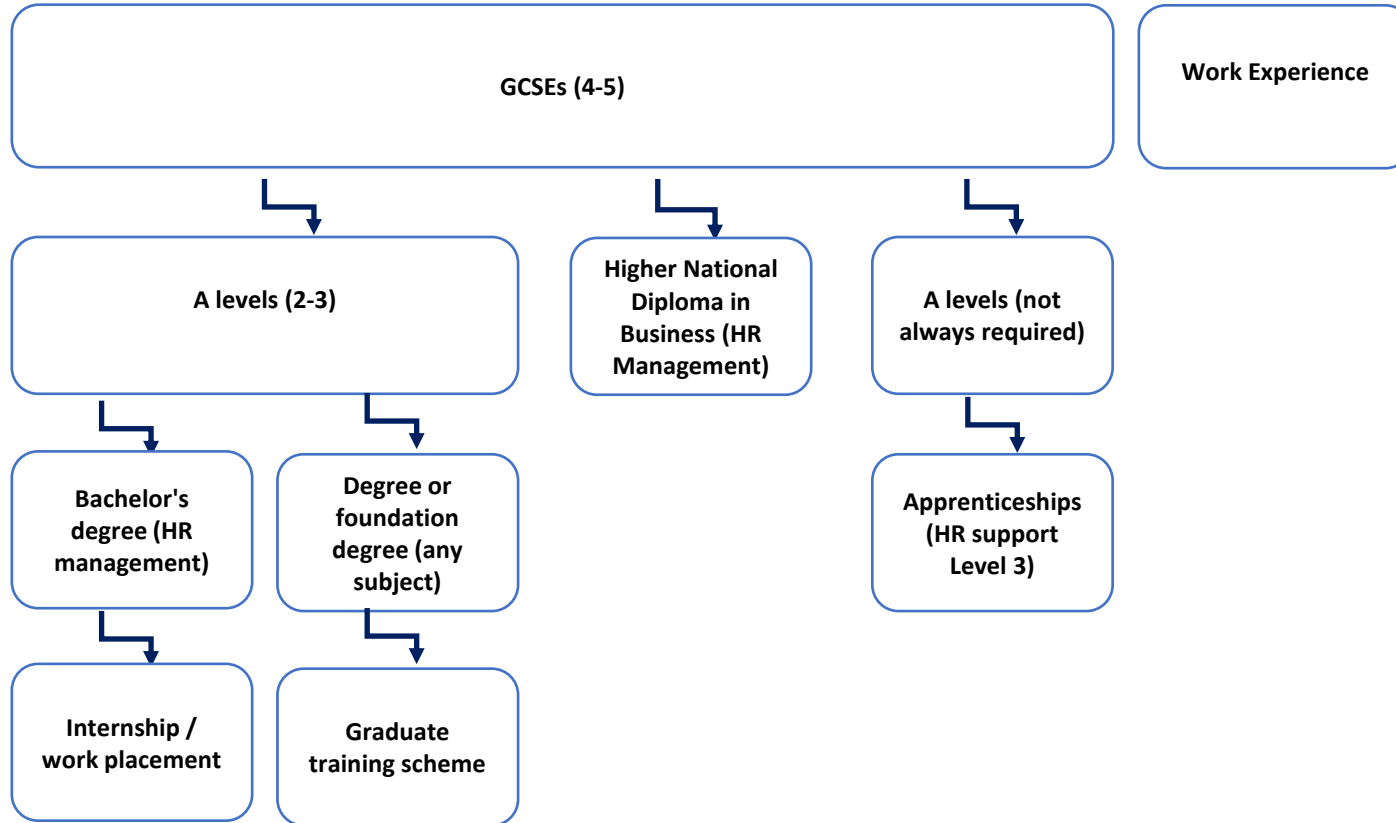 GCSEs (4-5)
Work Experience
A levels (2-3)
Higher National
Diploma in
Business (HR
Management)
A levels (not
always required)
Bachelor's
degree (HR
management)
Degree or
foundation
degree (any
subject)
Apprenticeships
(HR support
Level 3)
Internship /
work placement
Graduate
training scheme